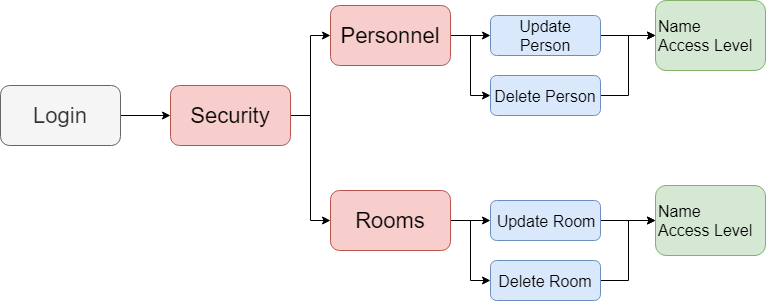 Login
Security
Personnel
Update
Person
Delete Person
Name
Access Level
Rooms
Update Room
Delete Room
Name
Access Level